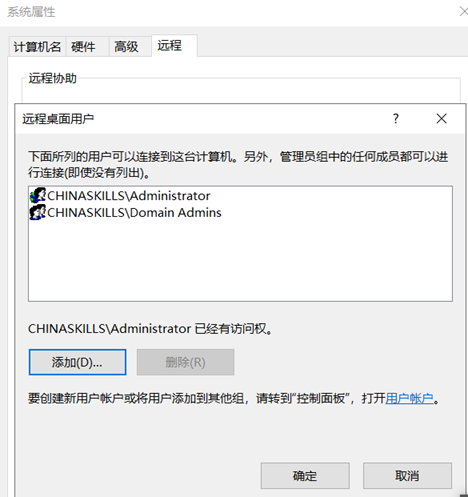 系统属性
计算机名 硬件 高级 远程
远程协助
远程桌面用户 ?
下面所列的用户可以连接到这台计算机。另外，管理员组中的任何成员都可以进
行连接(即使没有列出)。
CHINASKILLS\Administrator
CHINASKILLS\Domain Admins
CHINASKILLS\Administrator 已经有访问权。
添加(D)... 删除(R)
要创建新用户帐户或将用户添加到其他组，请转到“控制面板”，打开用户帐户。
确定 取消